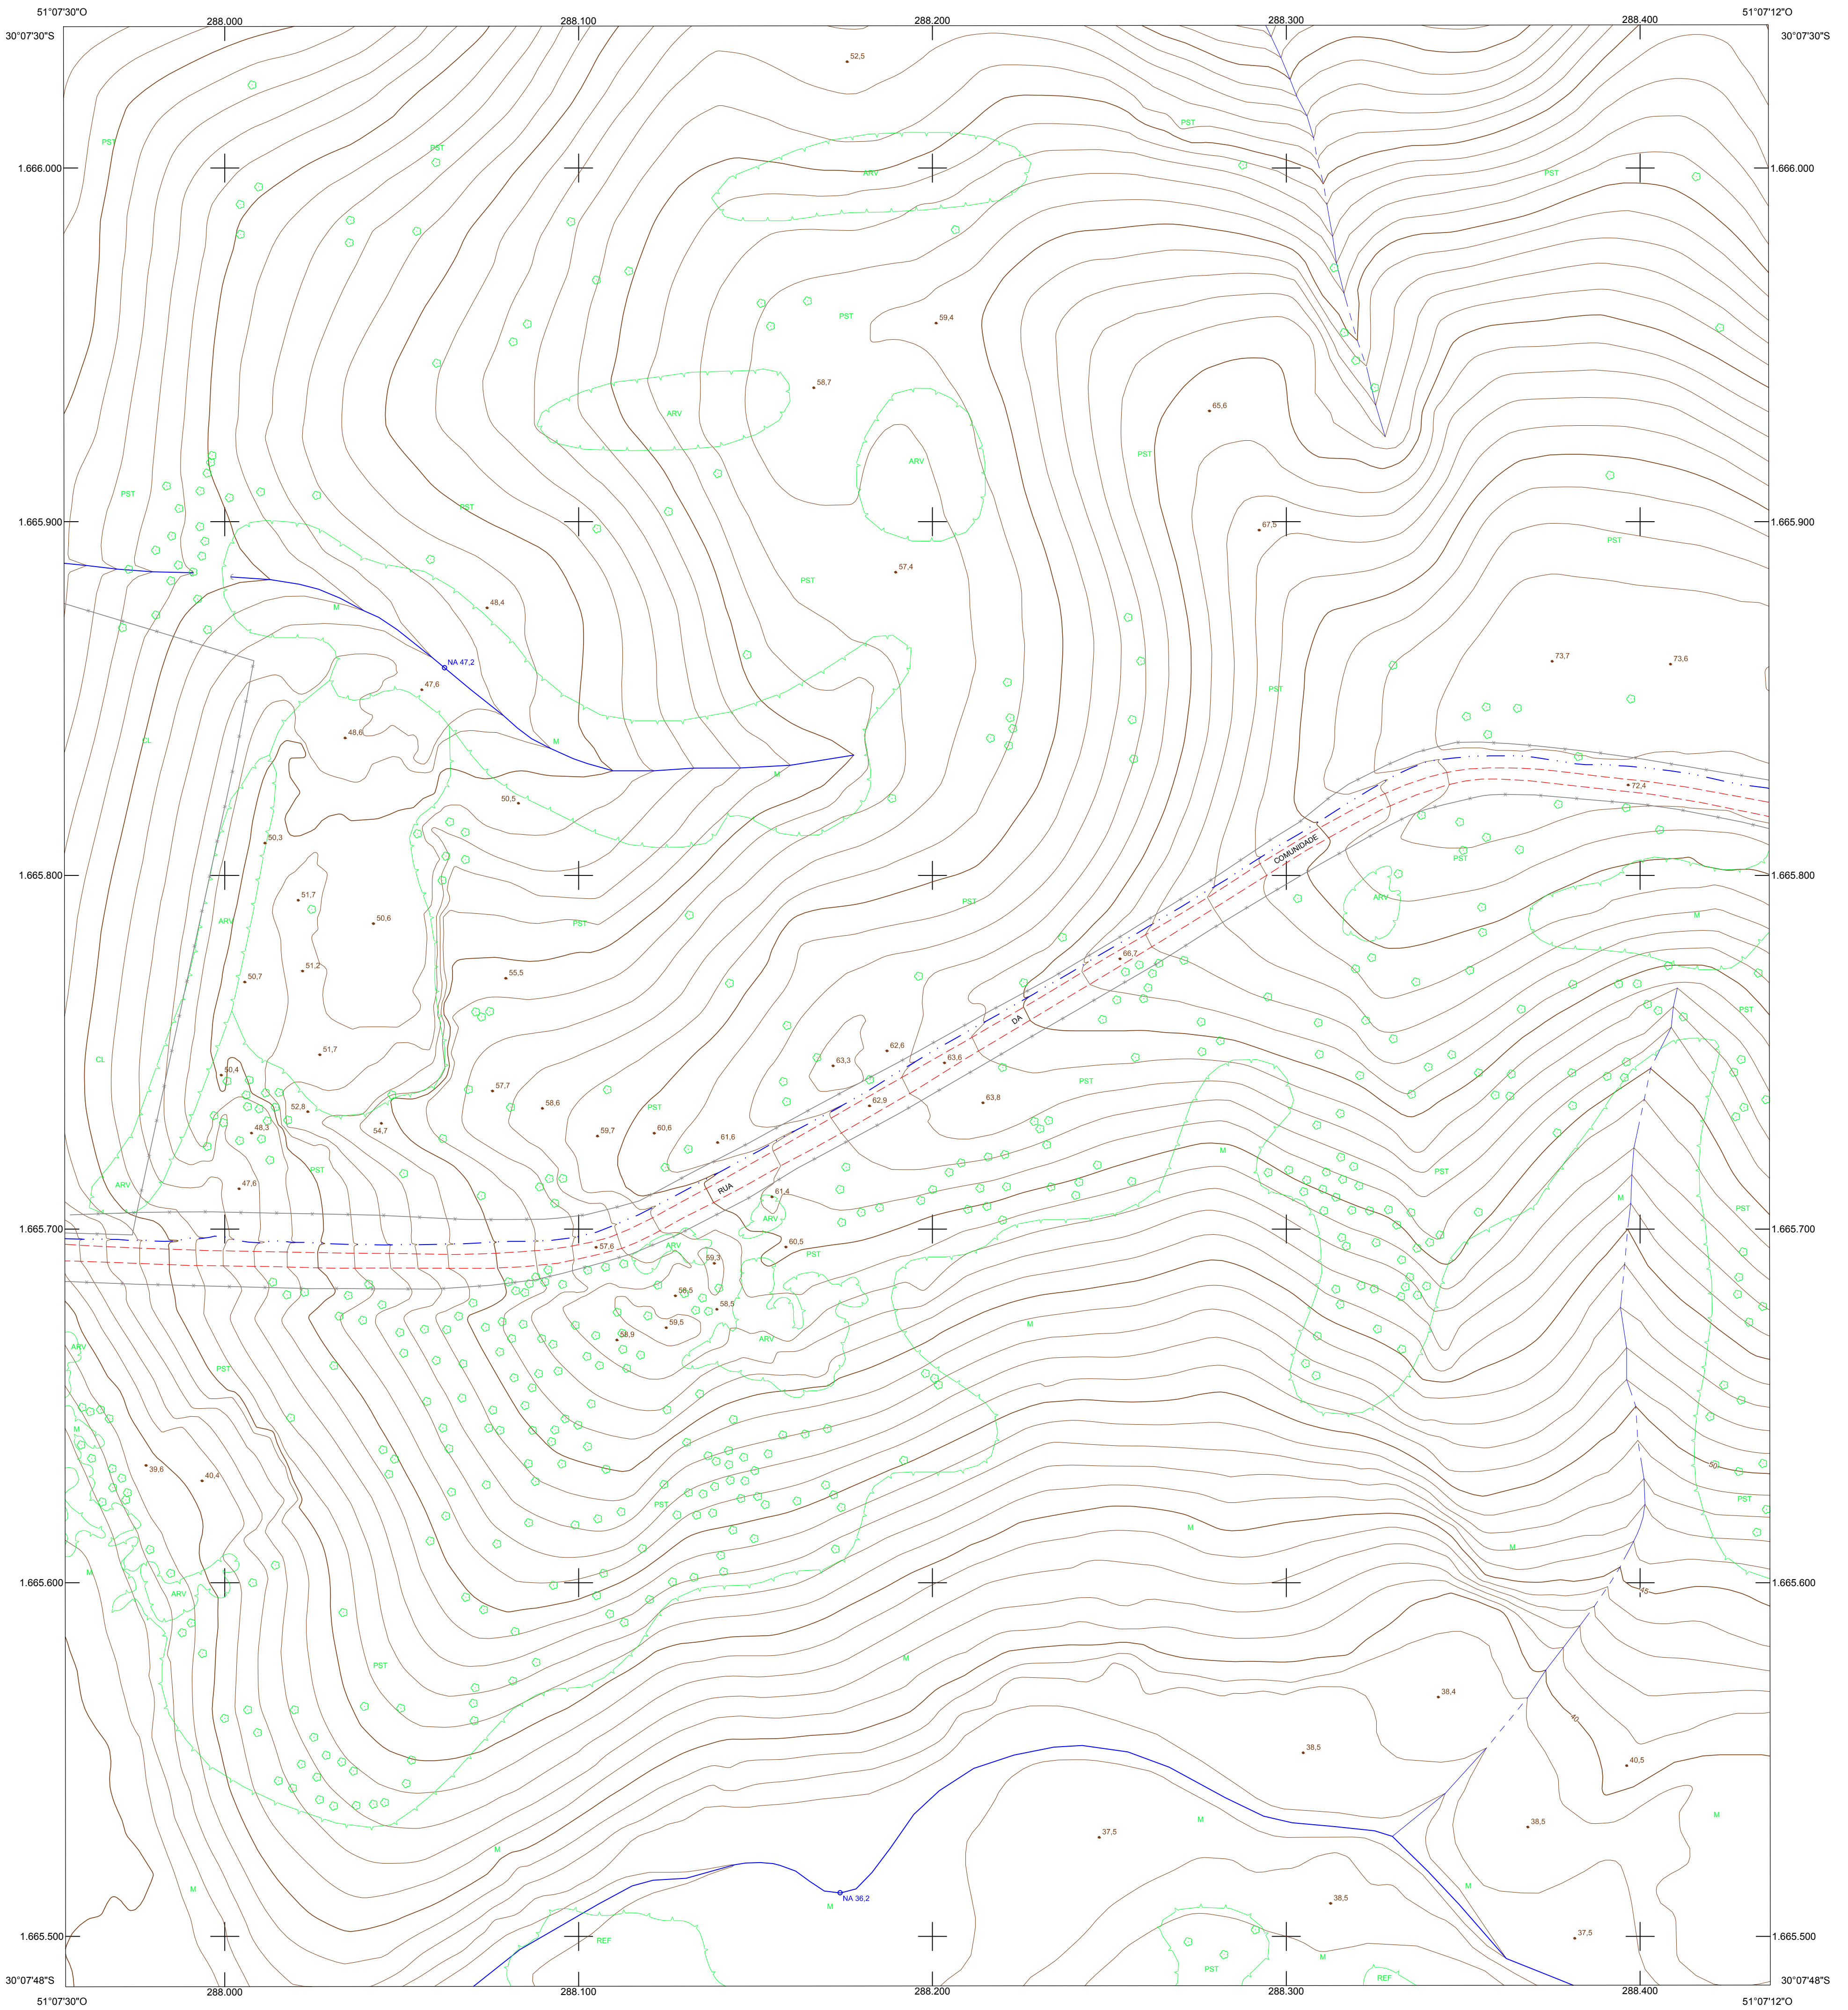 51°07'30"O
288.000
288.100
288.200
288.300
288.400
51°07'12"O
30°07'30"S
30°07'30"S
52,5
PST
PST
PST
1.666.000
ARV
PST
1.666.000
PST
59,4
58,7
65,6
ARV
PST
ARV
PST
PST
1.665.900
67,5
1.665.900
PST
57,4
PST
48,4
M
NA 47,2
73,7
73,6
47,6
PST
48,6
CL
M
M
50,5
72,4
50,3
COMUNIDADE
PST
1.665.800
1.665.800
51,7
ARV
PST
50,6
ARV
PST
M
66,7
51,2
50,7
55,5
PST
DA
62,6
51,7
CL
63,3
63,6
50,4
PST
57,7
58,6
62,9
63,8
52,8
PST
54,7
48,3
59,7
60,6
61,6
M
PST
PST
47,6
ARV
RUA
61,4
M
PST
ARV
1.665.700
1.665.700
57,6
ARV
60,5
PST
59,3
58,5
58,5
59,5
M
58,9
ARV
ARV
PST
M
39,6
50
40,4
PST
PST
M
M
M
ARV
1.665.600
45
1.665.600
PST
M
38,4
40
38,5
40,5
M
M
38,5
37,5
M
M
M
NA 36,2
38,5
M
REF
1.665.500
37,5
1.665.500
M
PST
REF
30°07'48"S
30°07'48"S
288.000
288.100
288.200
288.300
288.400
51°07'30"O
51°07'12"O